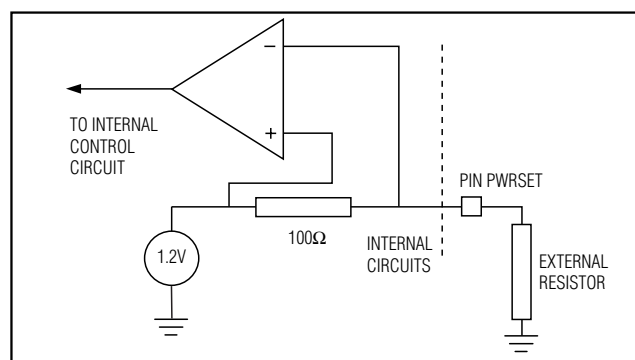 −
+
TO INTERNAL
CONTROL
CIRCUIT
PIN PWRSET
100Ω
INTERNAL
CIRCUITS
1.2V
EXTERNAL
RESISTOR